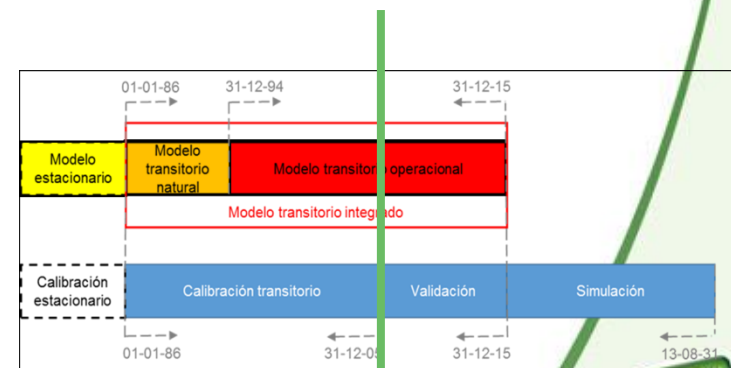 01-01-86 31-12-94 31-12-15
Modelo
estacionario
Modelo
transitorio
natural
Modelo transitorio operacional
Modelo transitorio integrado
Calibración
estacionario
Calibración transitorio
Validación
Simulación
01-01-86 31-12-05 31-12-15 13-08-31